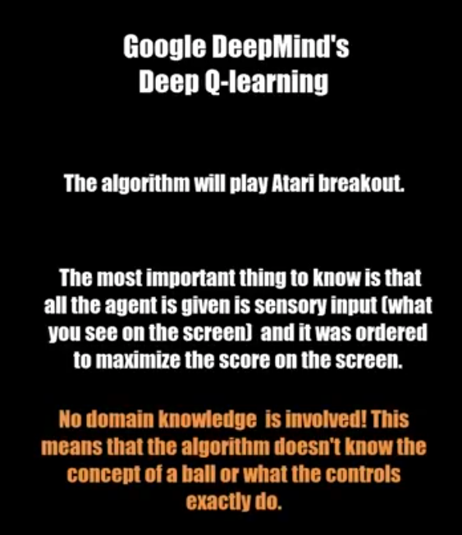 Google DeepMind's
Deep Q-learning
The algorithm will play Atari breakout.
The most important thing to know is that
all the agent is given is sensory input (what
you see on the screen) and it was ordered
to maximize the score on the screen.
No domain knowledge is involved! This
means that the algorithm doesn't know the
concept of a ball or what the controls
exactly do.